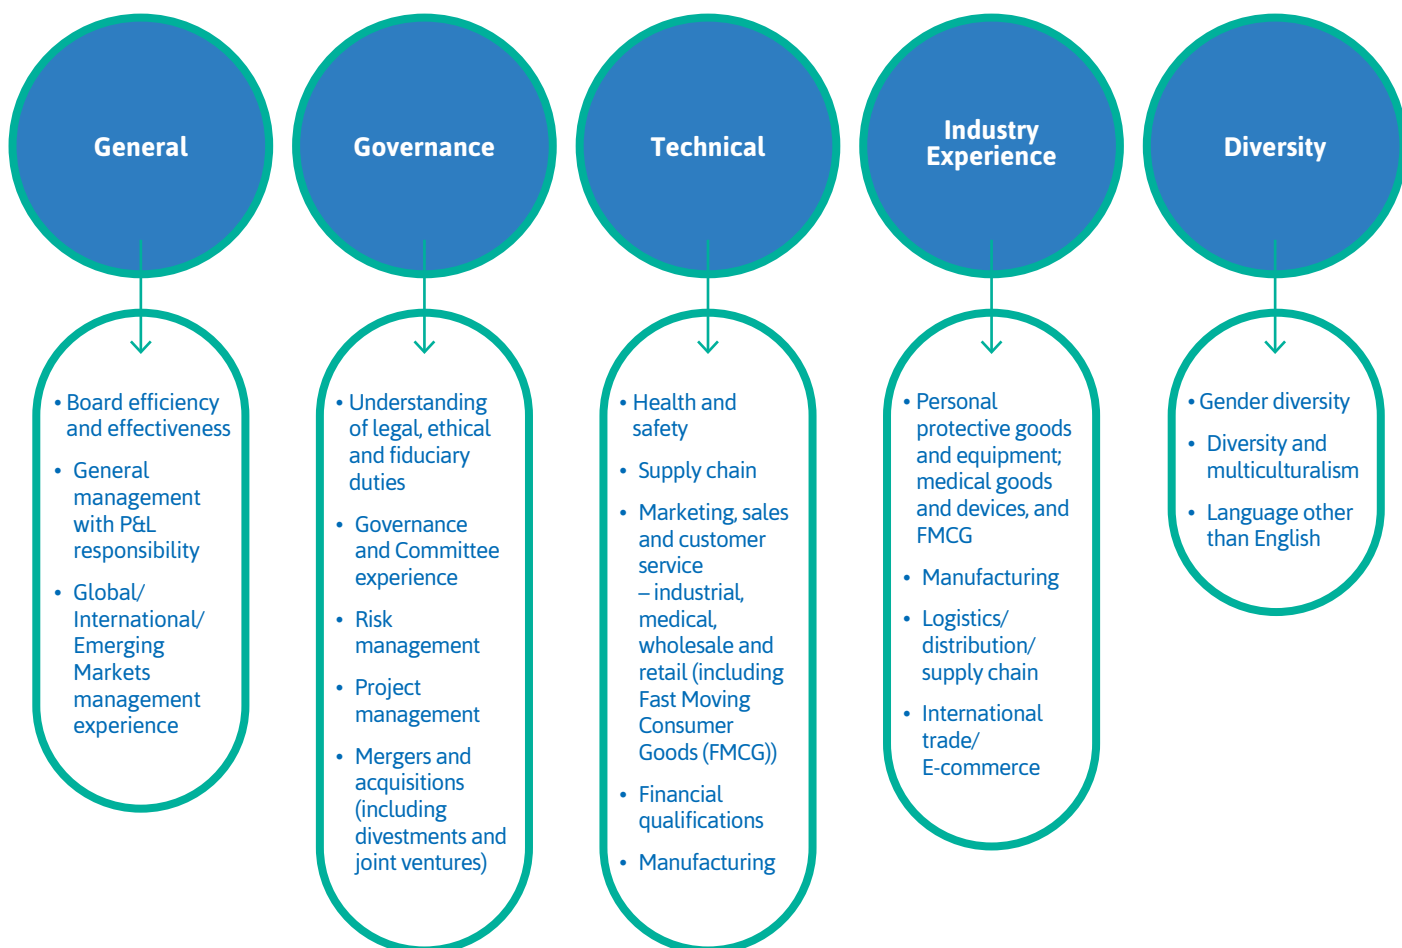 General
Governance
Technical
Industry
Experience
Diversity
• Board efficiency
and effectiveness
• General
management
with P&L
responsibility
• Global/
International/
Emerging
Markets
management
experience
• Understanding
of legal, ethical
and fiduciary
duties
• Governance
and Committee
experience
• Risk
management
• Project
management
• Mergers and
acquisitions
(including
divestments and
joint ventures)
• Health and
safety
• Supply chain
• Marketing, sales
and customer
service
– industrial,
medical,
wholesale and
retail (including
Fast Moving
Consumer
Goods (FMCG))
• Financial
qualifications
• Manufacturing
• Personal
protective goods
and equipment;
medical goods
and devices, and
FMCG
• Manufacturing
• Logistics/
distribution/
supply chain
• International
trade/
E-commerce
• Gender diversity
• Diversity and
multiculturalism
• Language other
than English